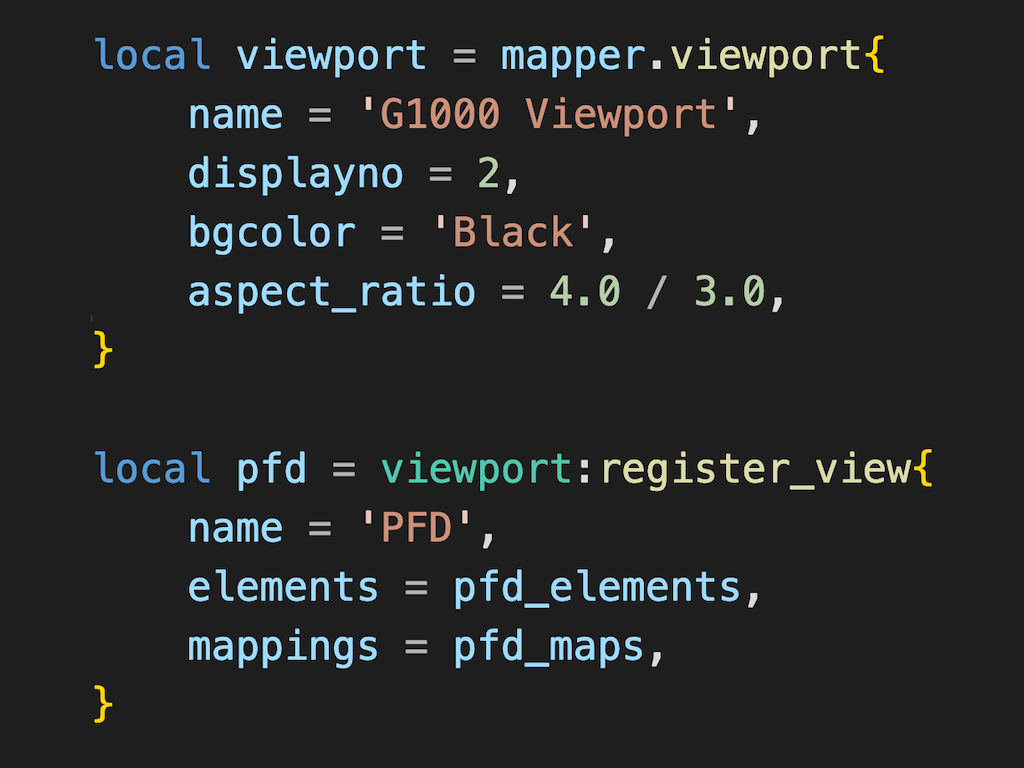 local viewport = mapper.viewport{
    name = 'G1000 Viewport',
    displayno = 2,
    bgcolor = 'Black',
    aspect_ratio = 4.0 / 3.0,
}

local pfd = viewport:register_view{
    name = 'PFD',
    elements = pfd_elements,
    mappings = pfd_maps,
}